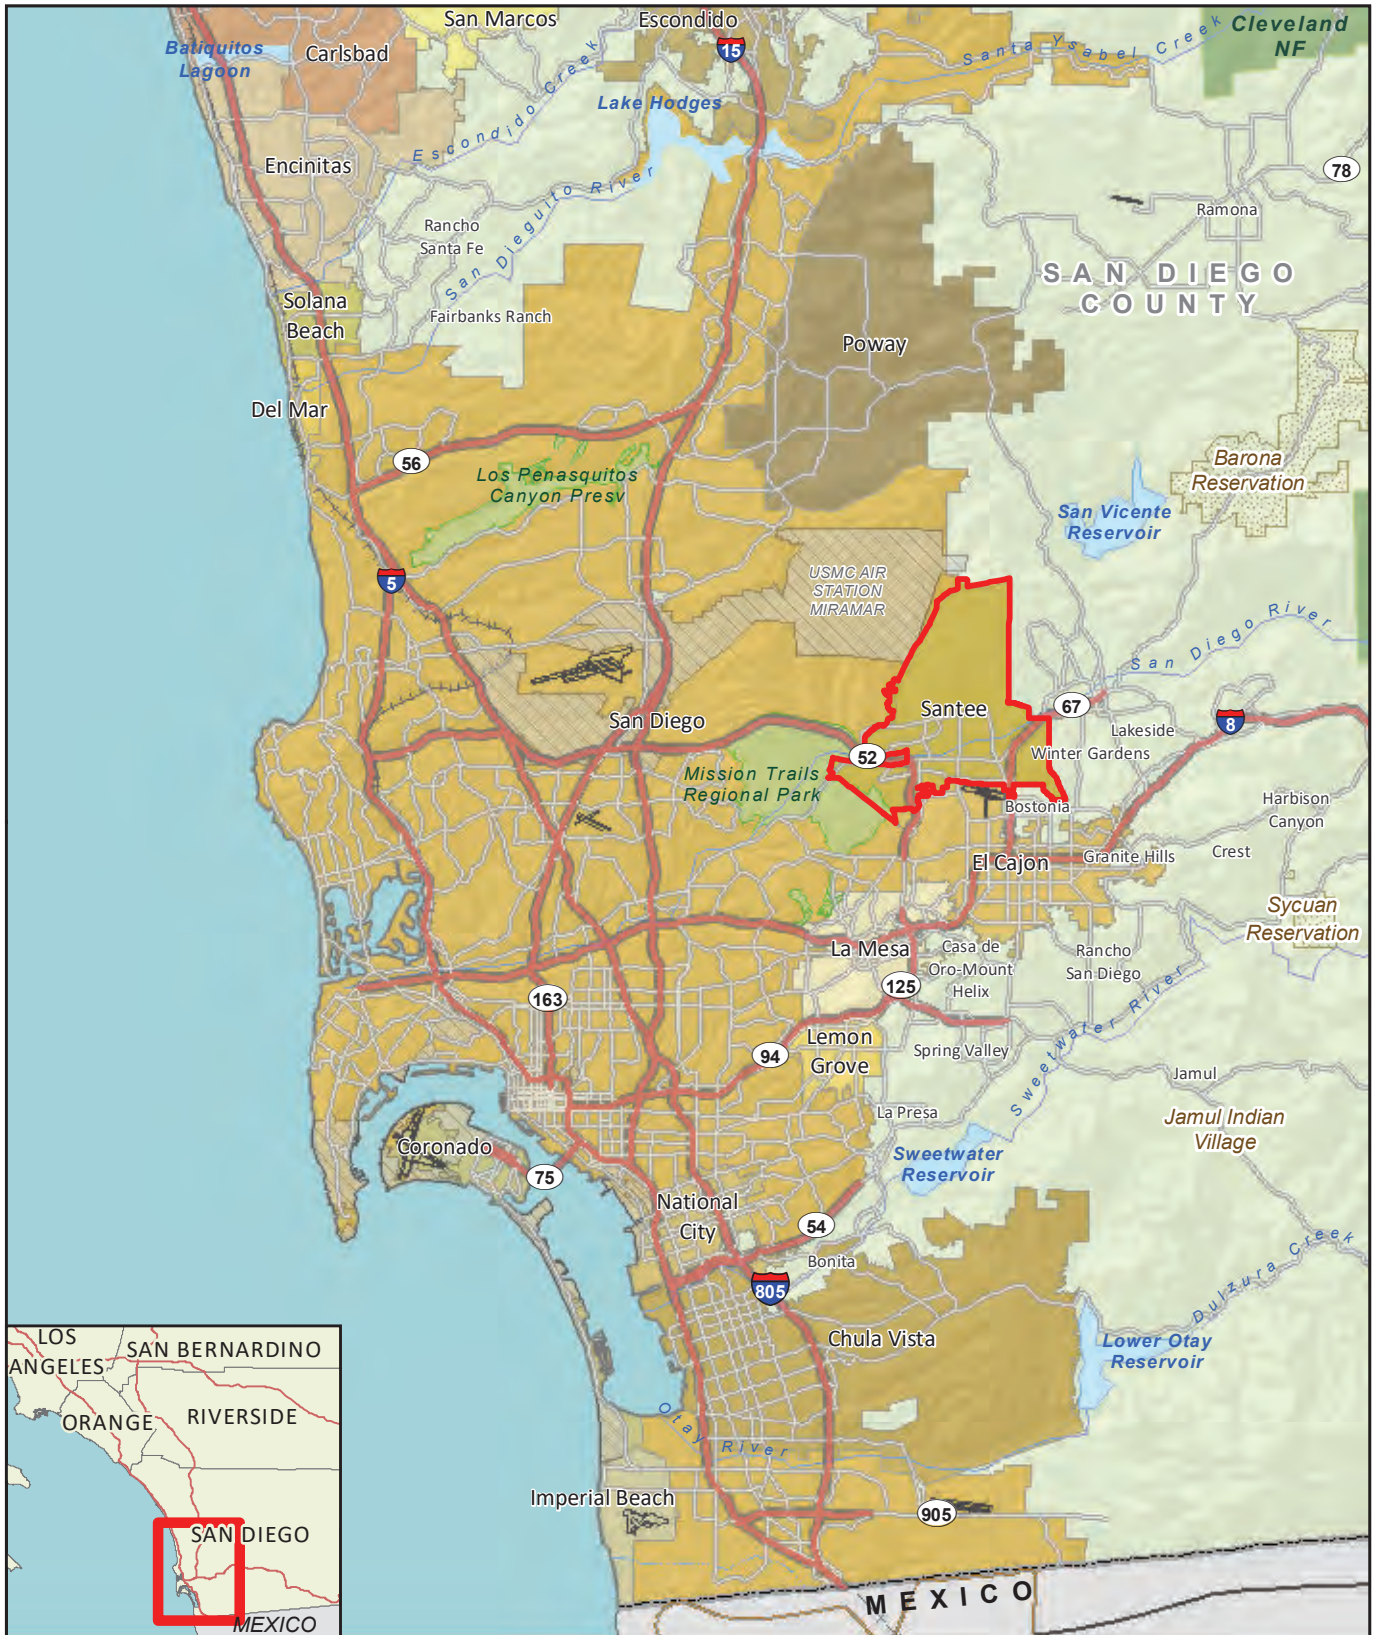 San Marcos
Escondido
Cleveland
NF
Batiquitos
Lagoon
Carlsbad
15
Santa Ysabel Creek
Escondido Creek
Lake Hodges
Encinitas
78
San Dieguito River
Rancho
Santa Fe
Ramona
SAN DIEGO
COUNTY
Solana
Beach
Fairbanks Ranch
Poway
Del Mar
56
Los Penasquitos
Canyon Presv
Barona
Reservation
San Vicente
Reservoir
5
USMC AIR
STATION
MIRAMAR
San Diego River
Santee
67
San Diego
Lakeside
8
52
Winter Gardens
Mission Trails
Regional Park
Bostonia
Harbison
Canyon
El Cajon
Granite Hills
Crest
Sycuan
Reservation
La Mesa
Casa de
Oro-Mount
Helix
Rancho
San Diego
125
163
Sweetwater River
Lemon
Grove
94
Spring Valley
Jamul
La Presa
Jamul Indian
Village
Coronado
75
Sweetwater
Reservoir
National
City
54
Bonita
Dulzura Creek
805
Chula Vista
Lower Otay
Reservoir
Otay River
Imperial Beach
905
MEXICO
LOS
ANGELES
SAN BERNARDINO
ORANGE
RIVERSIDE
SAN DIEGO
MEXICO